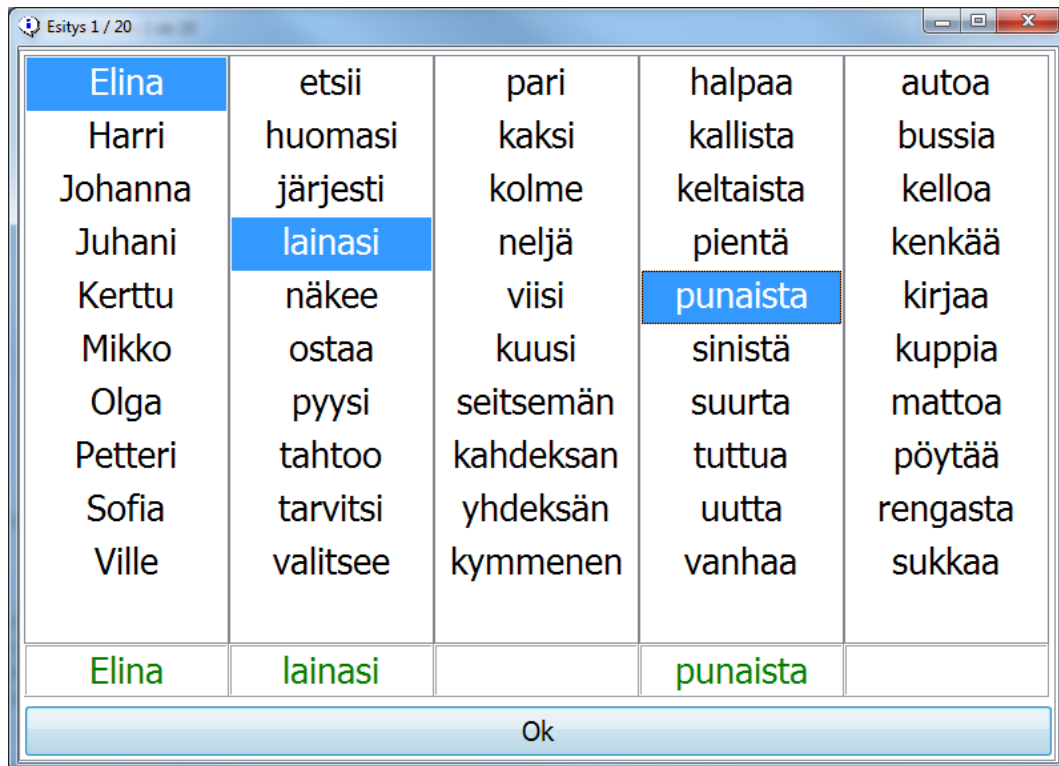 Esitys 1 / 20
Elina etsii pari halpaa autoa
Harri huomasi kaksi kallista bussia
Johanna järjesti kolme keltaista kelloa
Juhani lainasi neljä pientä kenkää
Kerttu näkee viisi punaista kirjaa
Mikko ostaa kuusi sinistä kuppia
Olga pyysi seitsemän suurta mattoa
Petteri tahtoo kahdeksan tuttua pöytää
Sofia tarvitsi yhdeksän uutta rengasta
Ville valitsee kymmenen vanhaa sukkaa
Elina lainasi punaista
Ok